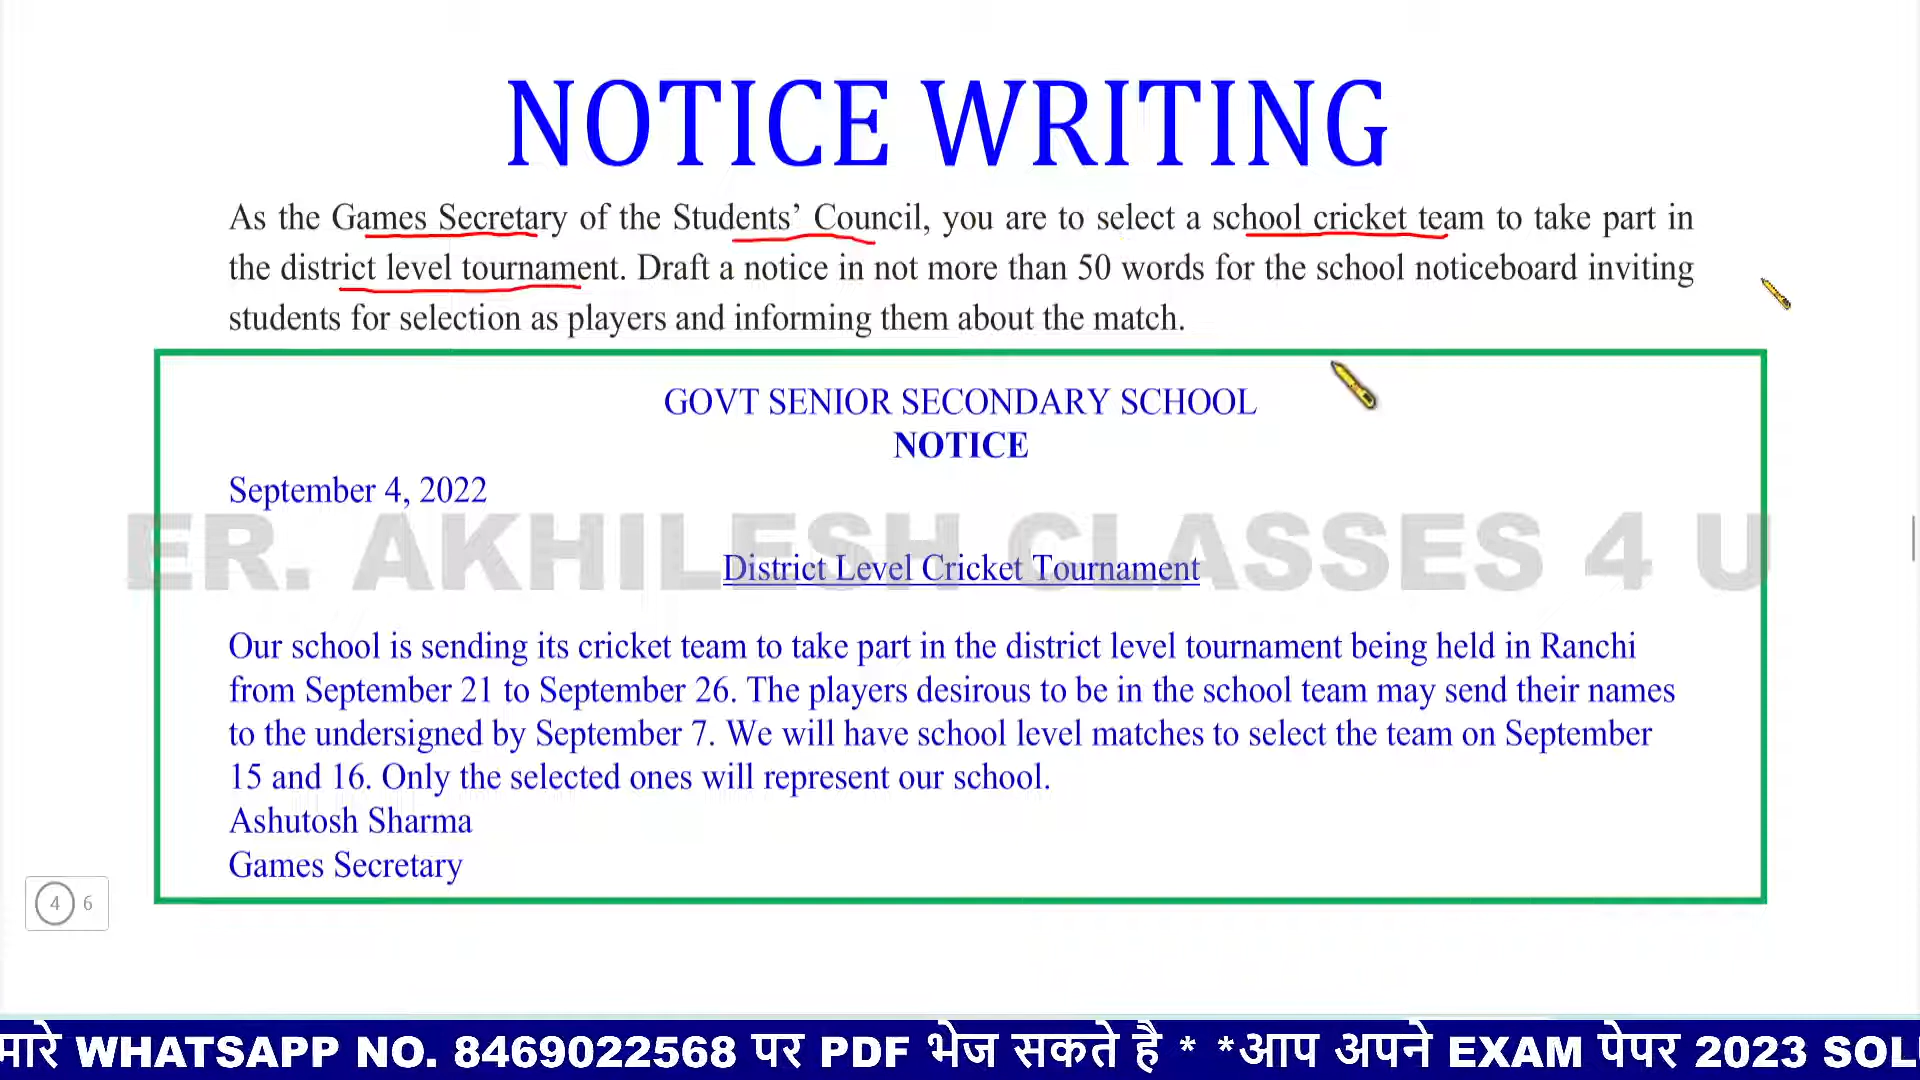 NOTICE WRITING
As the Games Secretary of the Students’ Council, you are to select a school cricket team to take part in
the district level tournament. Draft a notice in not more than 50 words for the school noticeboard inviting
students for selection as players and informing them about the match.
GOVT SENIOR SECONDARY SCHOOL
NOTICE
September 4, 2022
ER. AKHILESH CLASSES 4 U
District Level Cricket Tournament
Our school is sending its cricket team to take part in the district level tournament being held in Ranchi
from September 21 to September 26. The players desirous to be in the school team may send their names
to the undersigned by September 7. We will have school level matches to select the team on September
15 and 16. Only the selected ones will represent our school.
Ashutosh Sharma
Games Secretary
4 6
WHATSAPP NO. 8469022568 पर PDF भेज सकते है * *आप अपने EXAM पेपर 2023